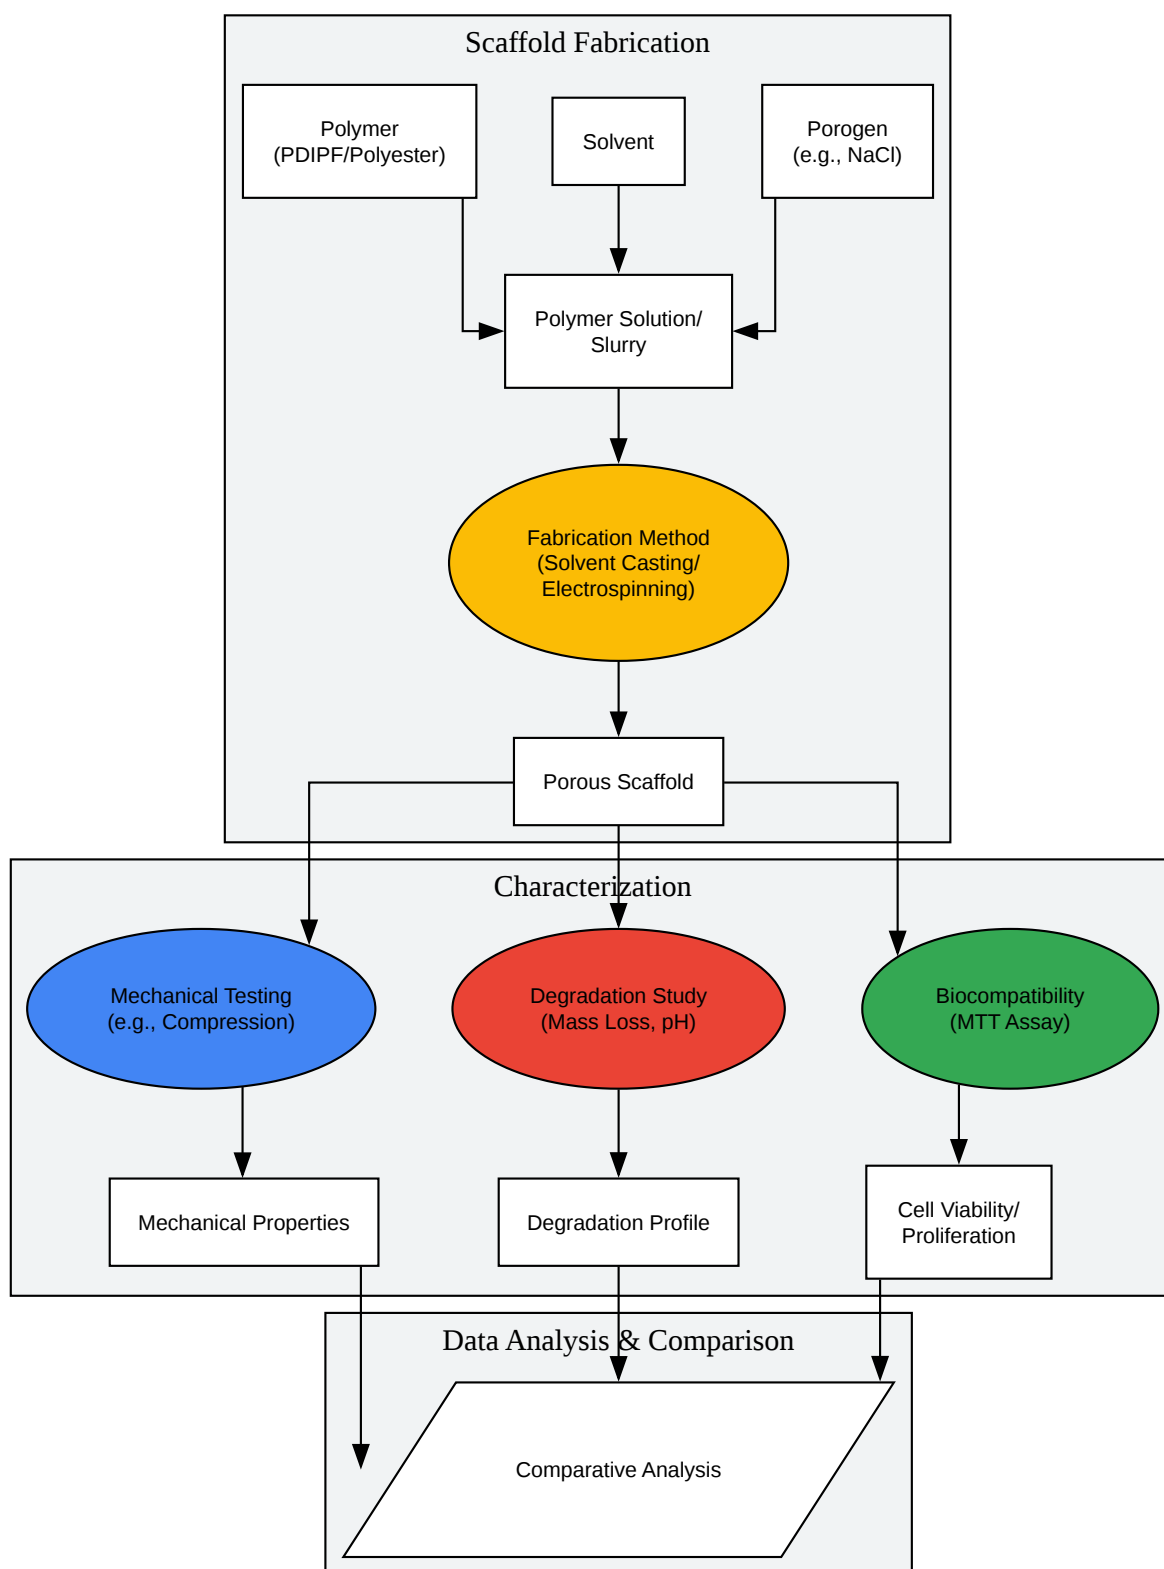 Scaffold Fabrication
Polymer
(PDIPF/Polyester)
Solvent
Porogen
(e.g., NaCl)
Polymer Solution/
Slurry
Fabrication Method
(Solvent Casting/
Electrospinning)
Porous Scaffold
Characterization
Mechanical Testing
(e.g., Compression)
Degradation Study
(Mass Loss, pH)
Biocompatibility
(MTT Assay)
Mechanical Properties
Degradation Profile
Cell Viability/
Proliferation
Data Analysis & Comparison
Comparative Analysis